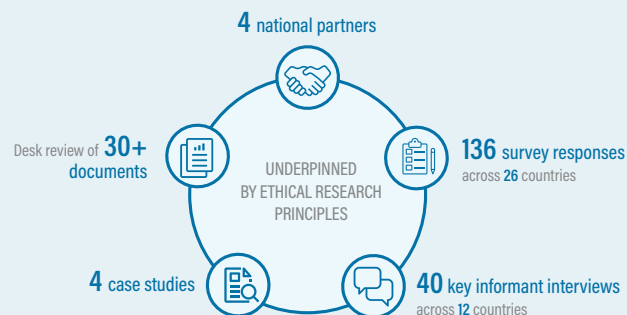 4 national partners
Desk review of 30+
documents
136 survey responses
across 26 countries
UNDERPINNED
BY ETHICAL RESEARCH
PRINCIPLES
4 case studies
40 key informant interviews
across 12 countries